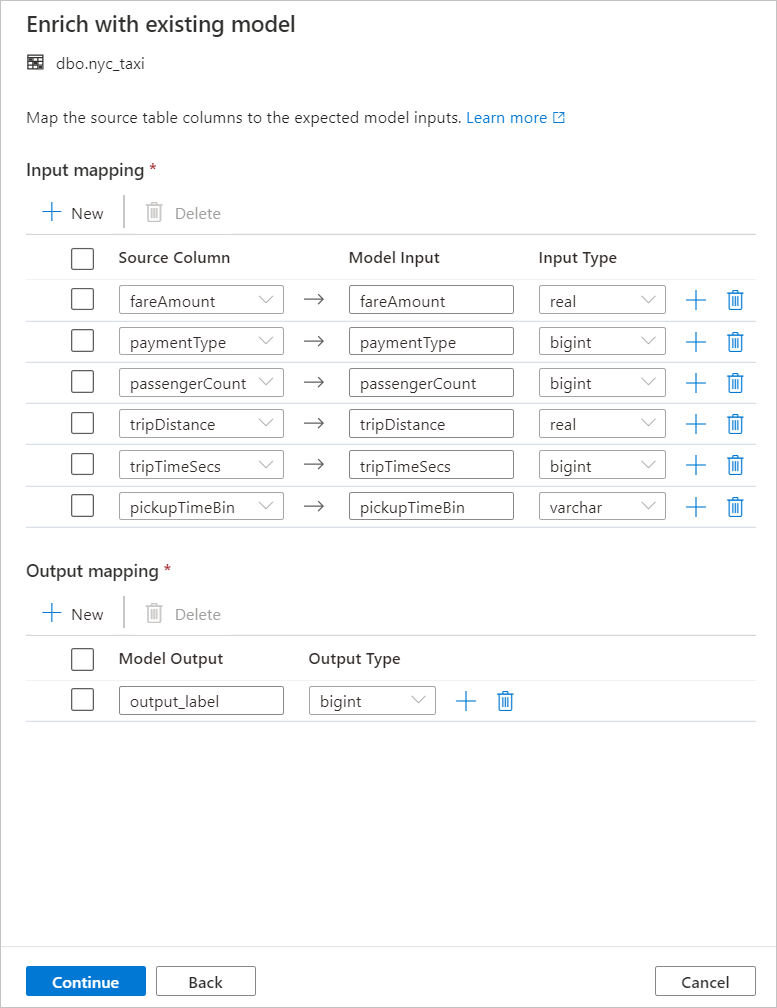 Enrich with existing model
dbo.nyc_taxi
Map the source table columns to the expected model inputs. Learn more
Input mapping *
New Delete
Source Column Model Input Input Type
fareAmount fareAmount real
paymentType paymentType bigint
passengerCount passengerCount bigint
tripDistance tripDistance real
tripTimeSecs tripTimeSecs bigint
pickupTimeBin pickupTimeBin varchar
Output mapping *
New Delete
Model Output Output Type
output_label bigint
Continue Back Cancel